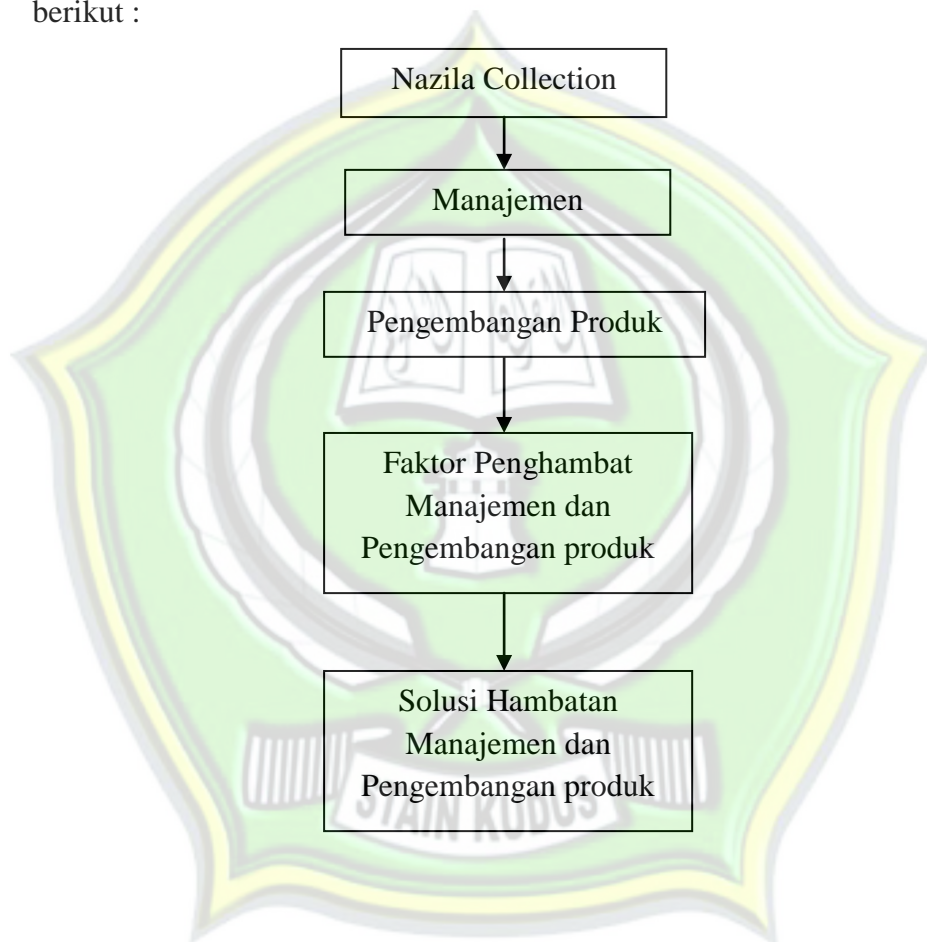 berikut :
Nazila Collection
Manajemen
Pengembangan Produk
Faktor Penghambat
Manajemen dan
Pengembangan produk
Solusi Hambatan
Manajemen dan
Pengembangan produk
STAIN KUDUS